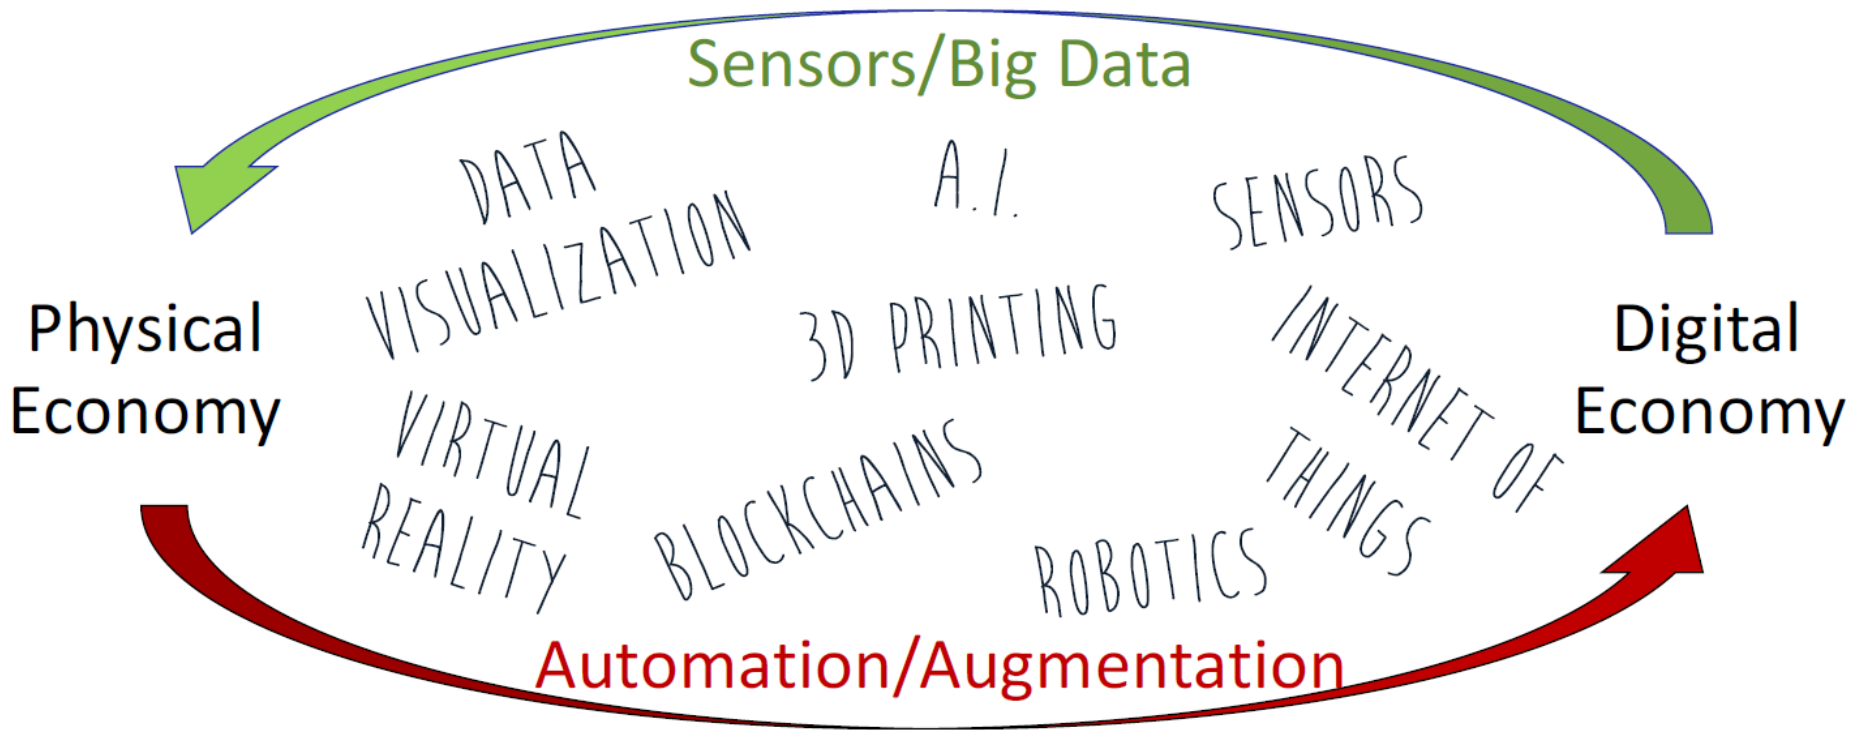 Sensors/Big Data
DATA
VISUALIZATION
A.I.
SENSORS
3D PRINTING
INTERNET OF
THINGS
Physical
Economy
Digital
Economy
VIRTUAL
REALITY
BLOCKCHAINS
ROBOTICS
Automation/Augmentation